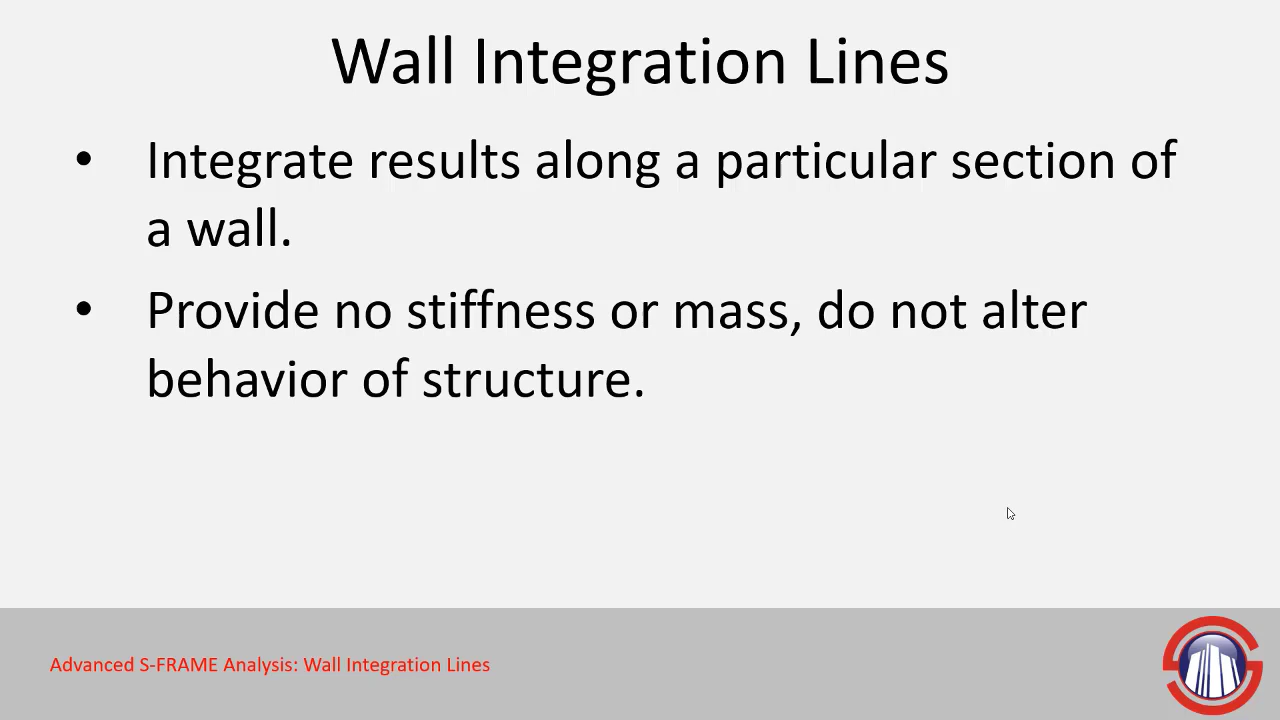 Wall Integration Lines
• Integrate results along a particular section of
a wall.
• Provide no stiffness or mass, do not alter
behavior of structure.
Advanced S-FRAME Analysis: Wall Integration Lines